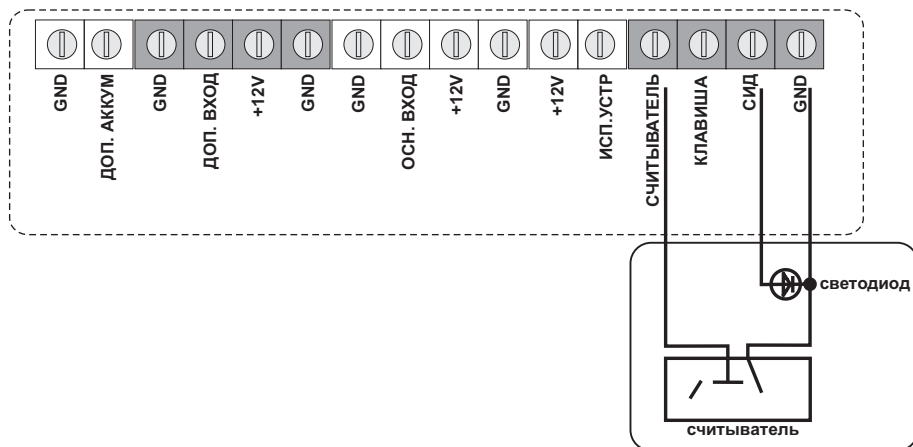 GND
ДОП. АККУМ
GND
ДОП. ВХОД
+12V
GND
GND
ОСН. ВХОД
+12V
GND
+12V
ИСП.УСТР
СЧИТЫВАТЕЛЬ
КЛАВИША
СИД
GND
светодиод
считыватель